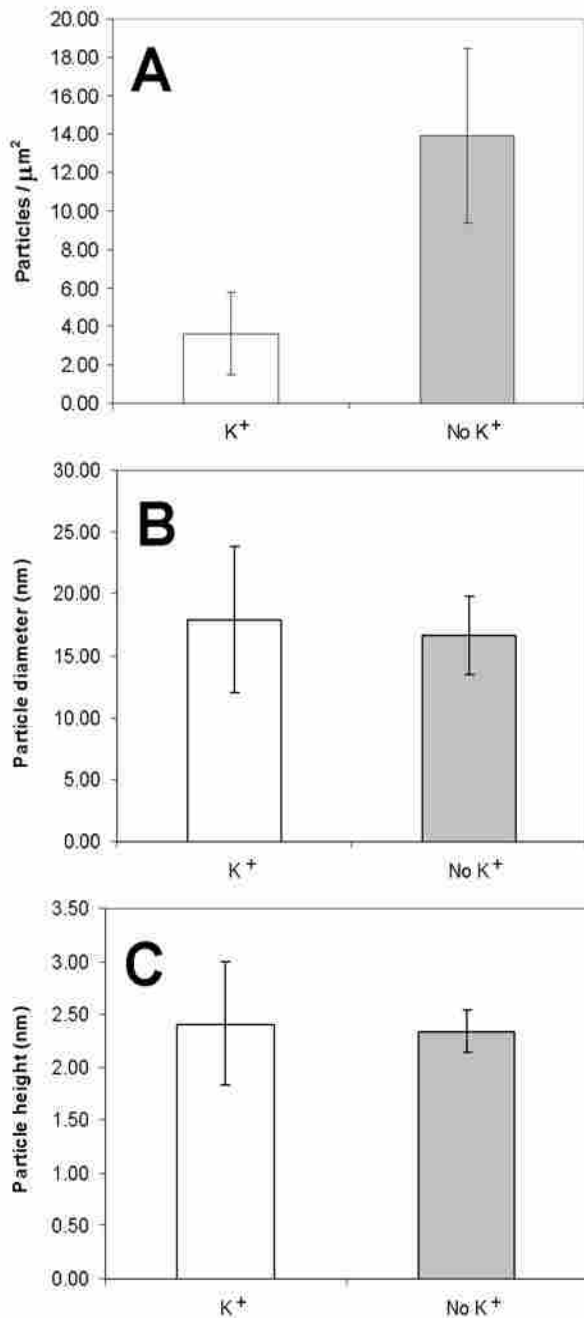 A
20.00
18.00
16.00
14.00
12.00
10.00
8.00
6.00
4.00
2.00
0.00
Particles / µm²
K⁺ No K⁺
B
30.00
25.00
20.00
15.00
10.00
5.00
0.00
Particle diameter (nm)
K⁺ No K⁺
C
3.50
3.00
2.50
2.00
1.50
1.00
0.50
0.00
Particle height (nm)
K⁺ No K⁺